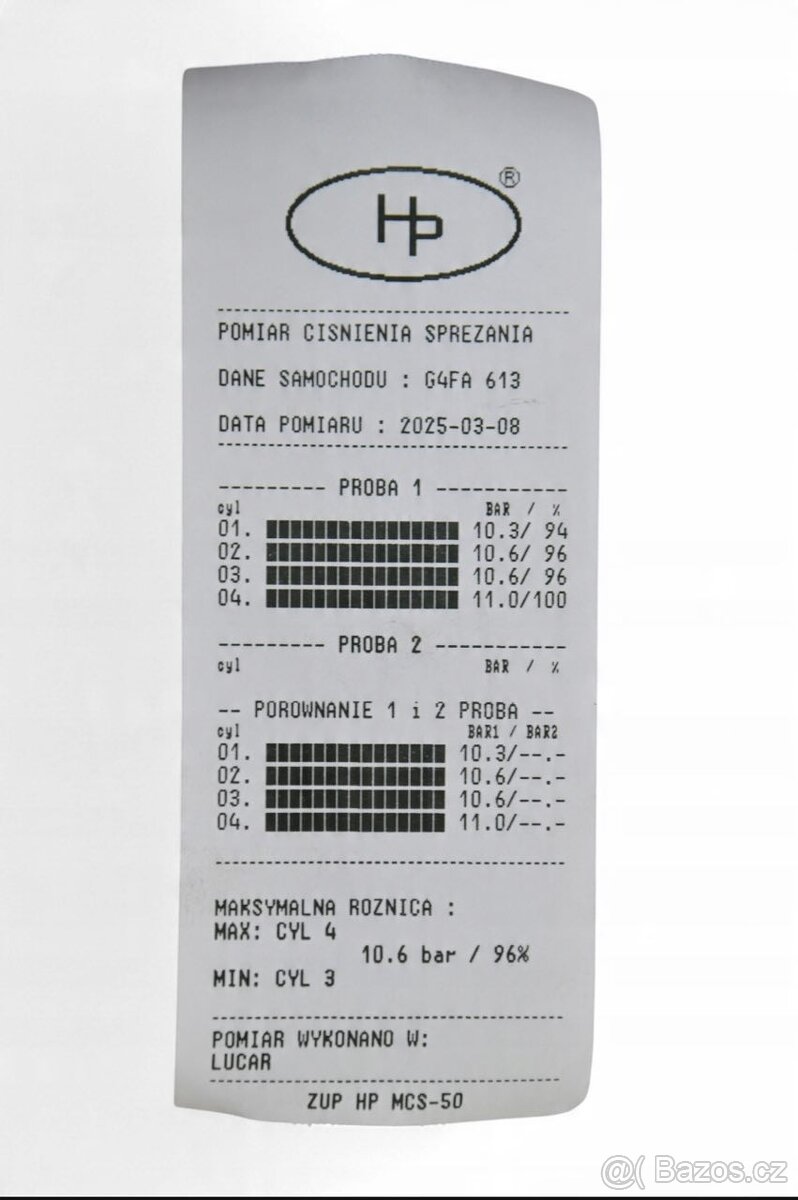 HP ®
POMIAR CISNIENIA SPREZANIA
DANE SAMOCHODU : G4FA 613
DATA POMIARU : 2025-03-08
--------- PROBA 1 -----------
cyl BAR / %
01. 10.3/ 94
02. 10.6/ 96
03. 10.6/ 96
04. 11.0/100
--------- PROBA 2 -----------
cyl BAR / %
-- POROWNANIE 1 i 2 PROBA --
cyl BAR1 / BAR2
01. 10.3/--.-
02. 10.6/--.-
03. 10.6/--.-
04. 11.0/--.-
MAKSYMALNA ROZNICA :
MAX: CYL 4
10.6 bar / 96%
MIN: CYL 3
POMIAR WYKONANO W:
LUCAR
ZUP HP MCS-50
@( Bazos.cz